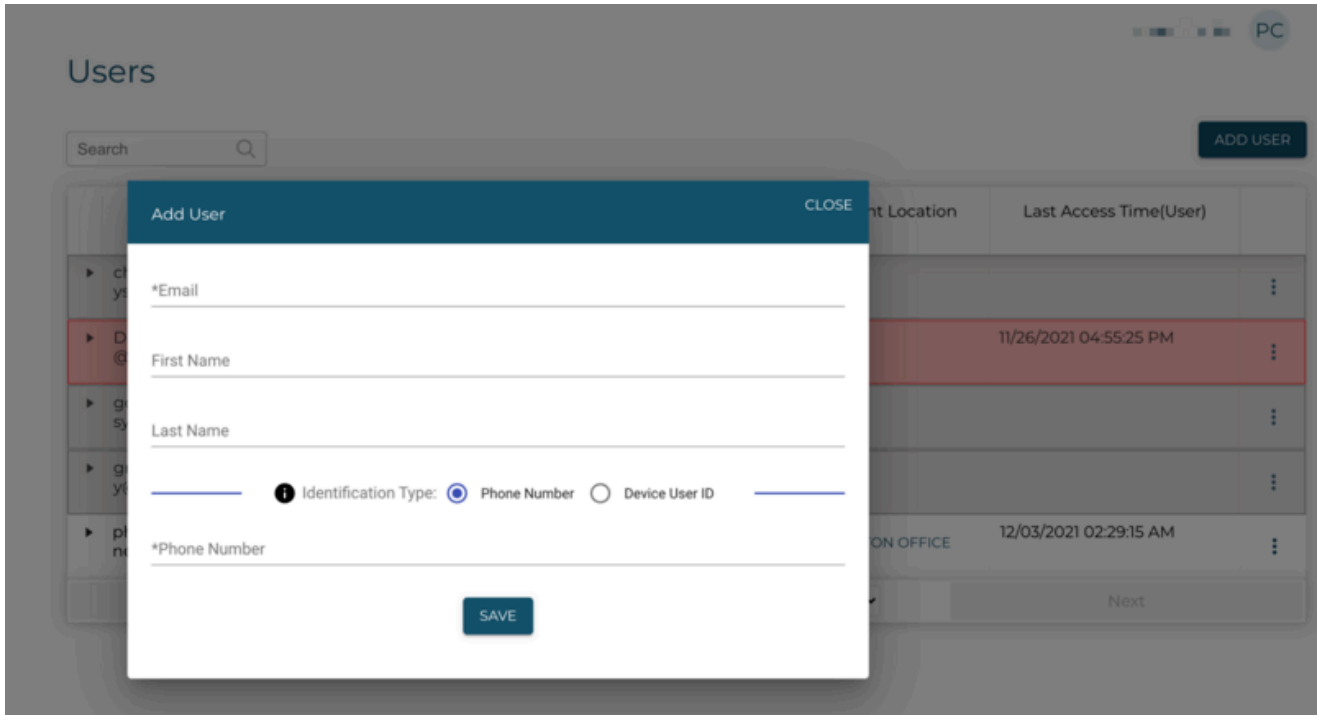 PC
Users
Search
ADD USER
Add User
CLOSE
nt Location
Last Access Time(User)
*Email
11/26/2021 04:55:25 PM
First Name
Last Name
Identification Type: Phone Number Device User ID
12/03/2021 02:29:15 AM
*Phone Number
ON OFFICE
SAVE
Next